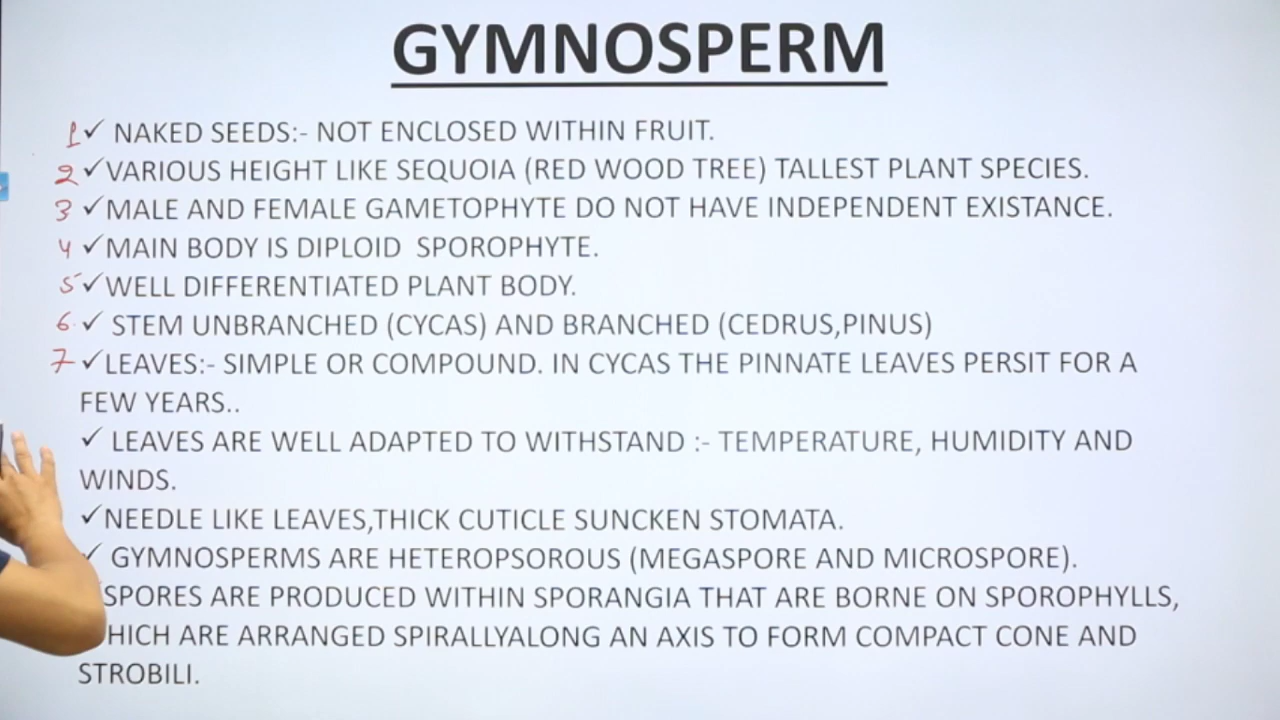 GYMNOSPERM
1 ✓ NAKED SEEDS:- NOT ENCLOSED WITHIN FRUIT.
2 ✓VARIOUS HEIGHT LIKE SEQUOIA (RED WOOD TREE) TALLEST PLANT SPECIES.
3 ✓MALE AND FEMALE GAMETOPHYTE DO NOT HAVE INDEPENDENT EXISTANCE.
4 ✓MAIN BODY IS DIPLOID SPOROPHYTE.
5 ✓WELL DIFFERENTIATED PLANT BODY.
6. ✓ STEM UNBRANCHED (CYCAS) AND BRANCHED (CEDRUS,PINUS)
7 ✓LEAVES:- SIMPLE OR COMPOUND. IN CYCAS THE PINNATE LEAVES PERSIT FOR A
FEW YEARS..
✓ LEAVES ARE WELL ADAPTED TO WITHSTAND :- TEMPERATURE, HUMIDITY AND
WINDS.
✓NEEDLE LIKE LEAVES,THICK CUTICLE SUNCKEN STOMATA.
✓ GYMNOSPERMS ARE HETEROPSOROUS (MEGASPORE AND MICROSPORE).
SPORES ARE PRODUCED WITHIN SPORANGIA THAT ARE BORNE ON SPOROPHYLLS,
HICH ARE ARRANGED SPIRALLYALONG AN AXIS TO FORM COMPACT CONE AND
STROBILI.